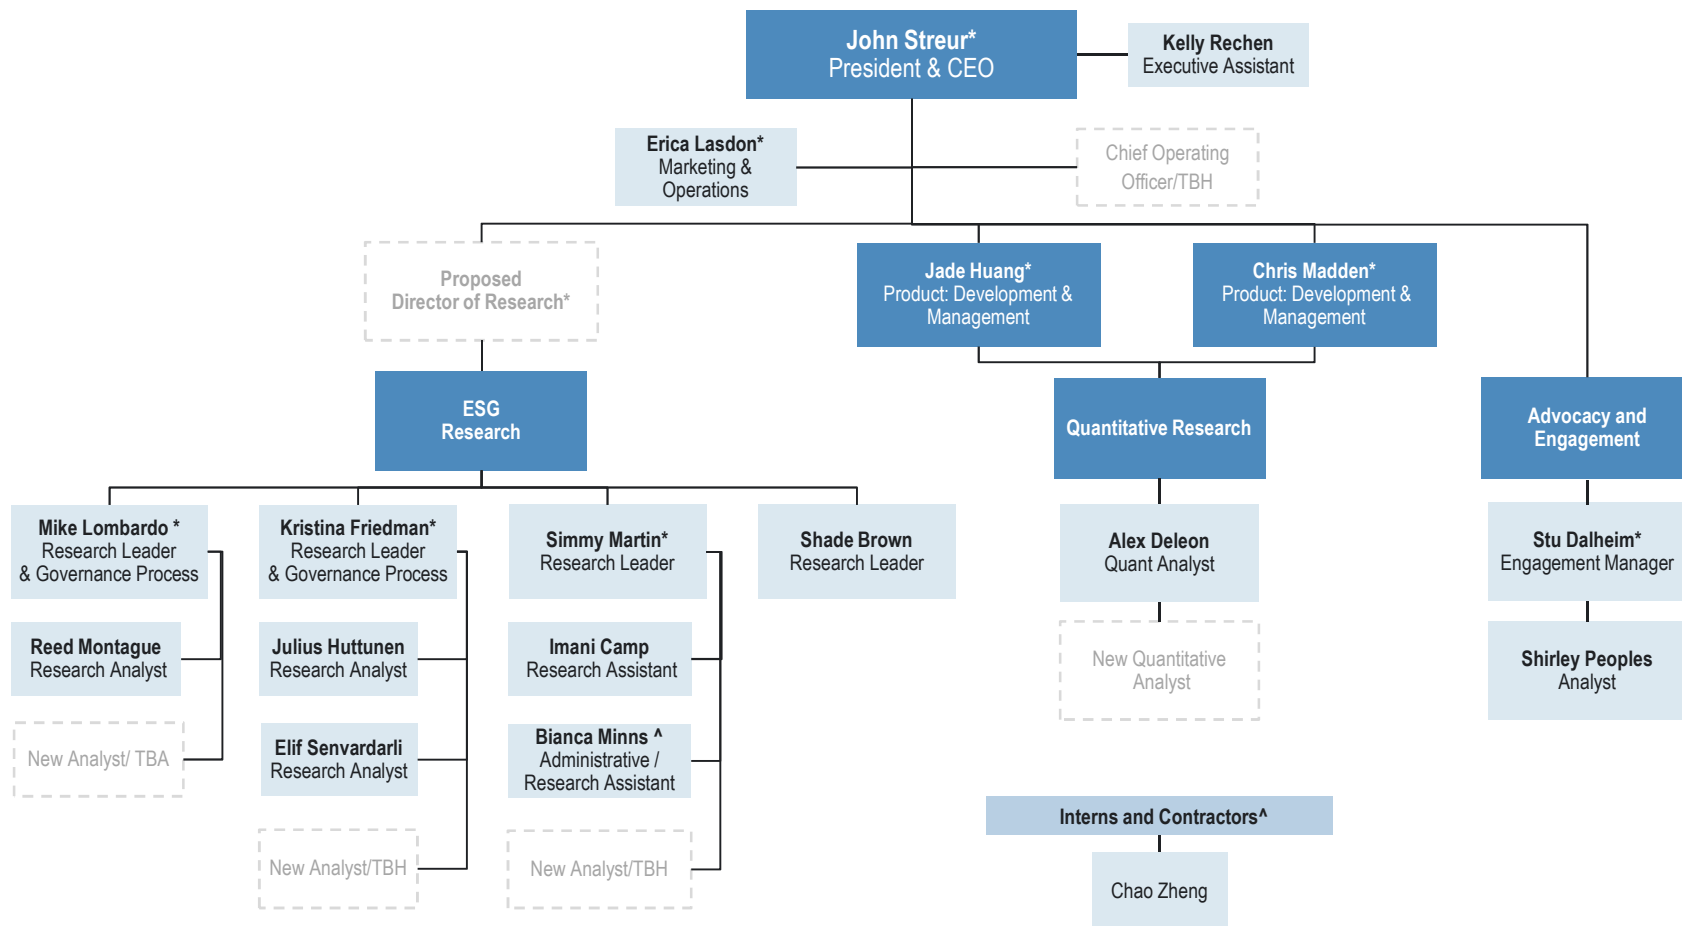 John Streur*
President & CEO
Kelly Rechen
Executive Assistant
Erica Lasdon*
Marketing &
Operations
Chief Operating
Officer/TBH
Proposed
Director of Research*
Jade Huang*
Product: Development &
Management
Chris Madden*
Product: Development &
Management
ESG
Research
Quantitative Research
Advocacy and
Engagement
Mike Lombardo *
Research Leader
& Governance Process
Kristina Friedman*
Research Leader
& Governance Process
Simmy Martin*
Research Leader
Shade Brown
Research Leader
Alex Deleon
Quant Analyst
Stu Dalheim*
Engagement Manager
Reed Montague
Research Analyst
Julius Huttunen
Research Analyst
Imani Camp
Research Assistant
New Quantitative
Analyst
Shirley Peoples
Analyst
New Analyst/ TBA
Elif Senvardarli
Research Analyst
Bianca Minns ^
Administrative /
Research Assistant
Interns and Contractors^
New Analyst/TBH
New Analyst/TBH
Chao Zheng